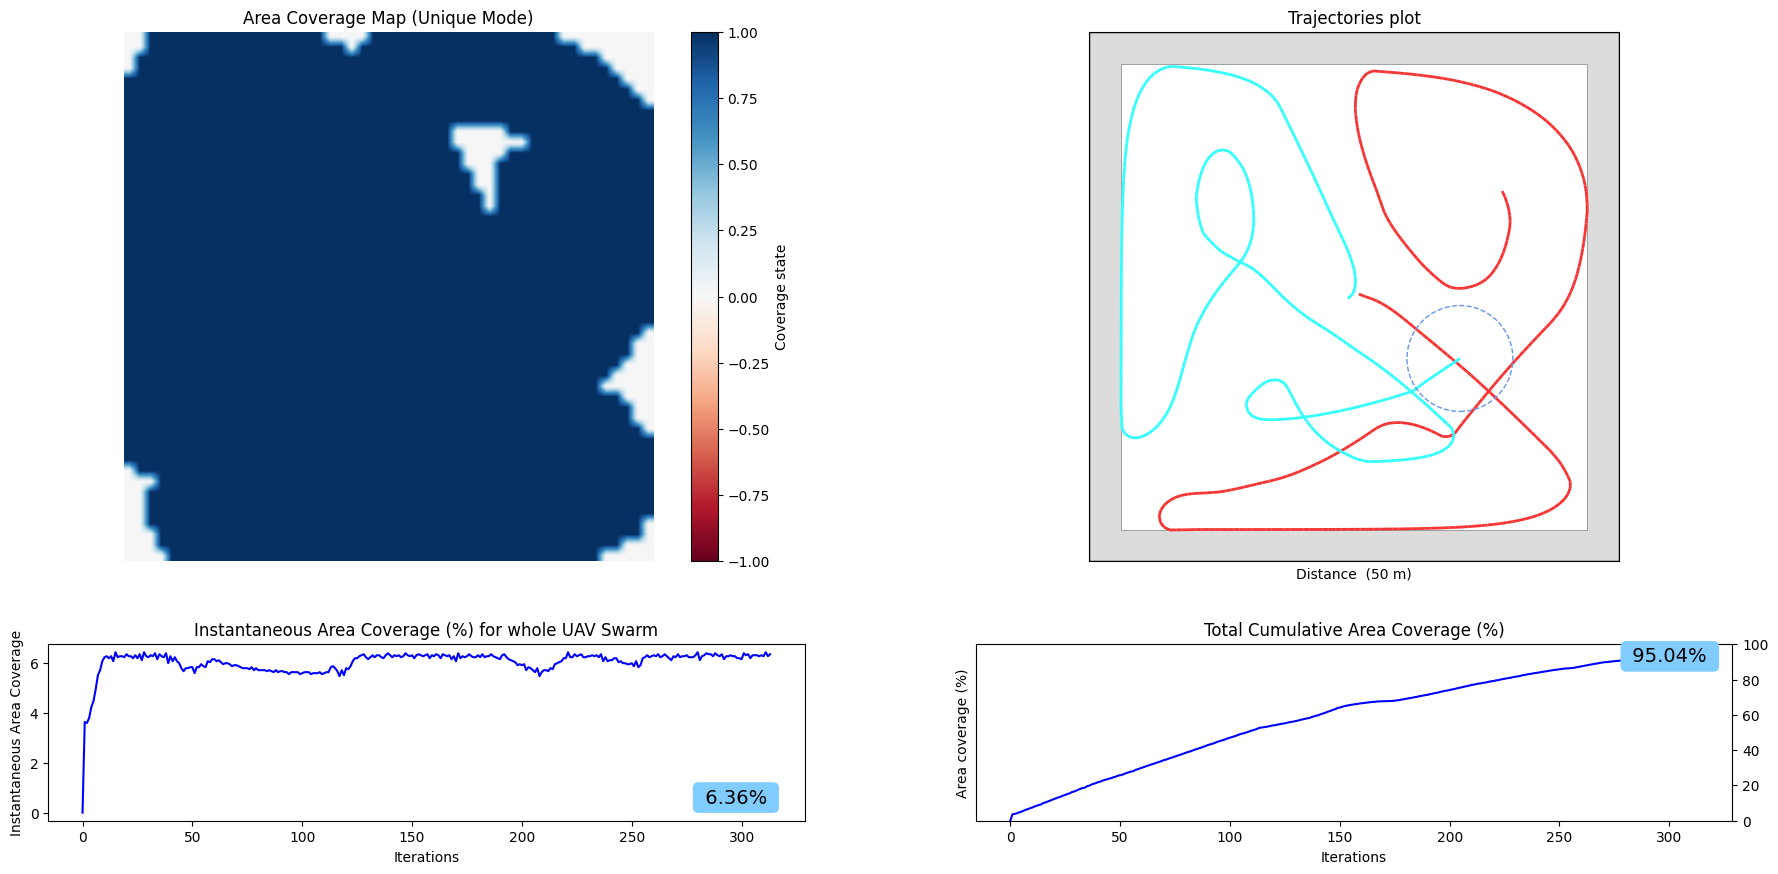 Area Coverage Map (Unique Mode)
1.00
0.75
0.50
0.25
0.00
−0.25
−0.50
−0.75
−1.00
Coverage state
Trajectories plot
Distance  (50 m)
Instantaneous Area Coverage (%) for whole UAV Swarm
Instantaneous Area Coverage
6
4
2
0
6.36%
0 50 100 150 200 250 300
Iterations
Total Cumulative Area Coverage (%)
Area coverage (%)
95.04%
100
80
60
40
20
0
0 50 100 150 200 250 300
Iterations